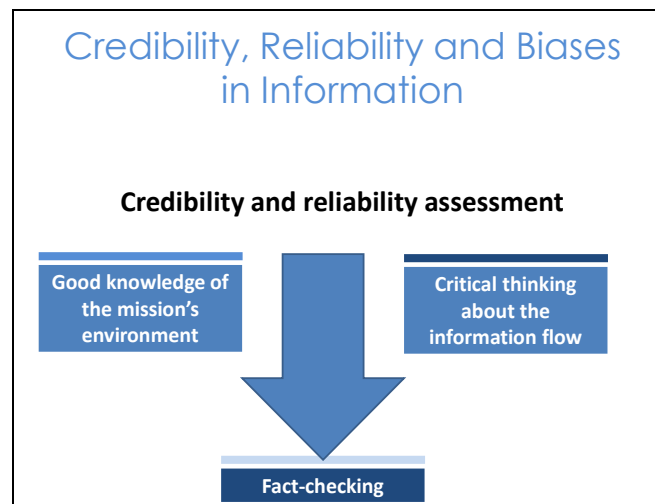 Credibility, Reliability and Biases
in Information
Credibility and reliability assessment
Good knowledge of
the mission’s
environment
Critical thinking
about the
information flow
Fact-checking